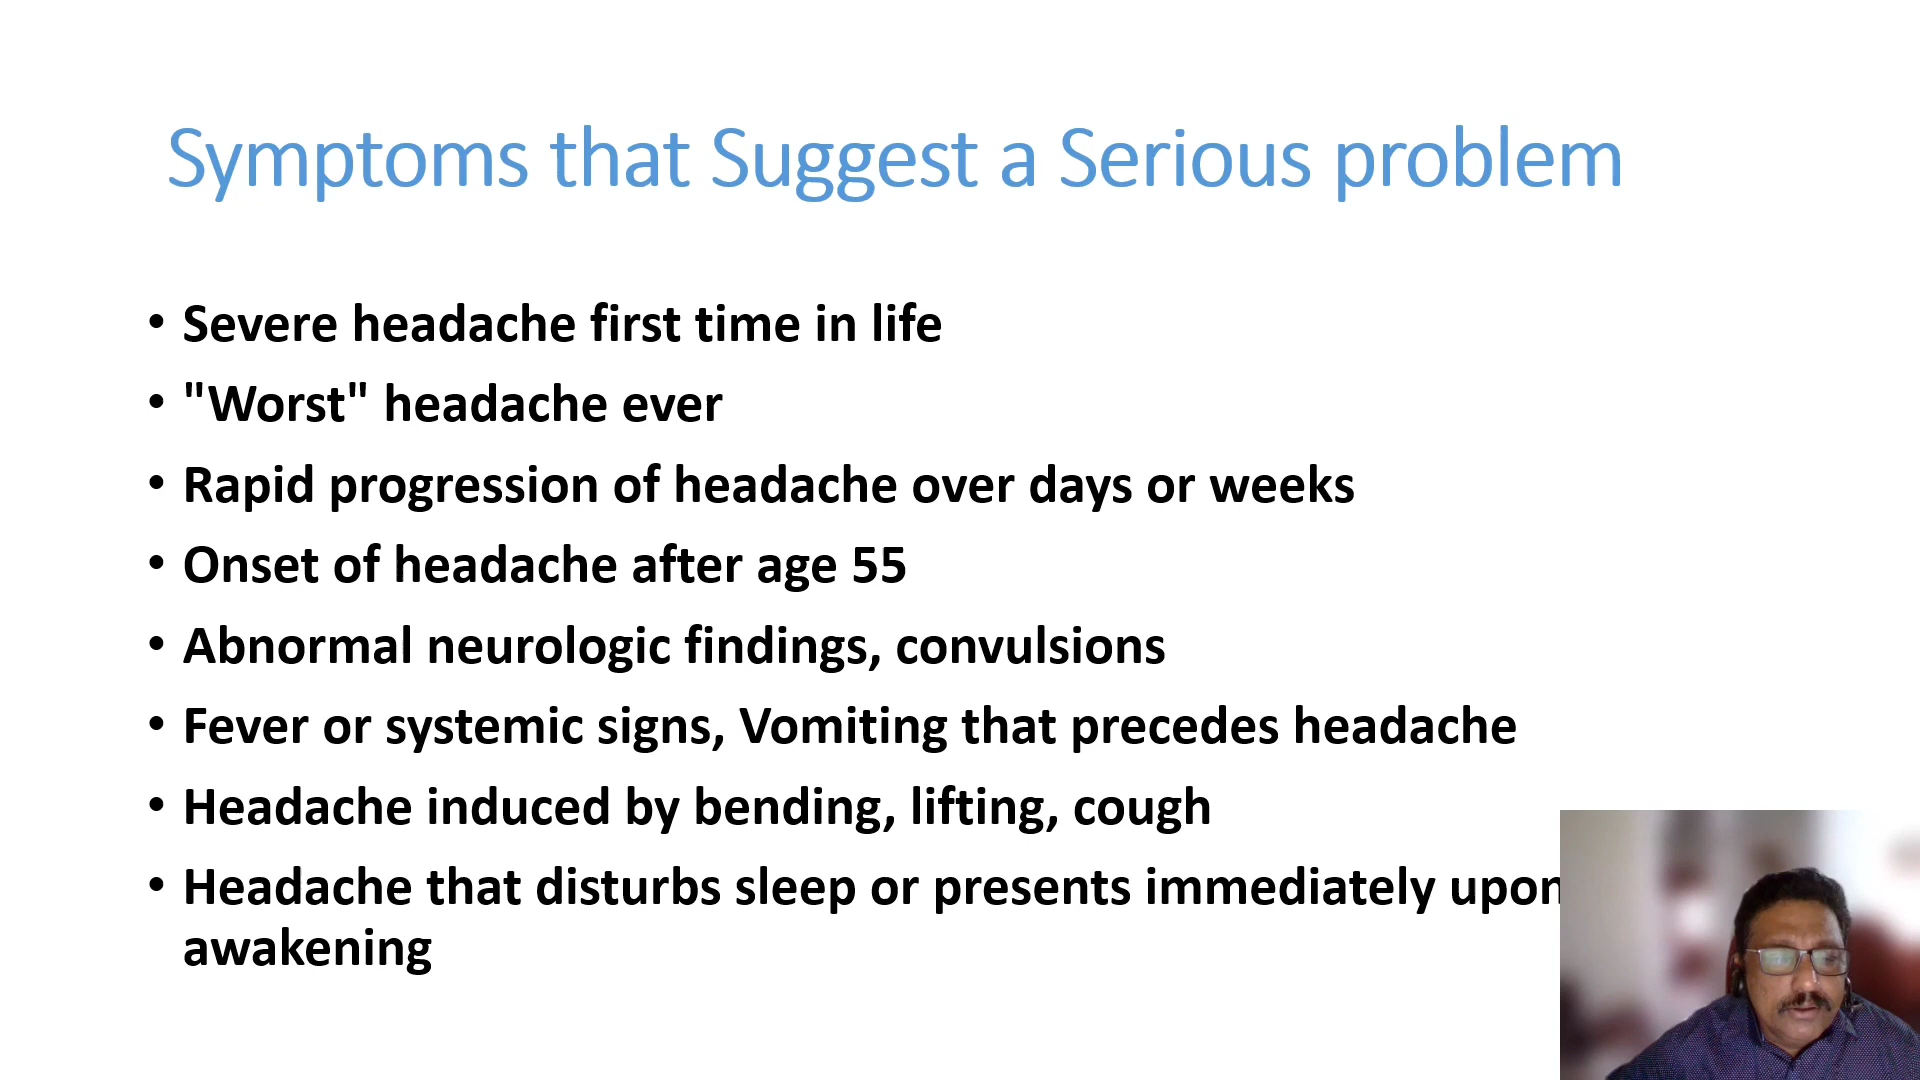 Symptoms that Suggest a Serious problem
• Severe headache first time in life
• "Worst" headache ever
• Rapid progression of headache over days or weeks
• Onset of headache after age 55
• Abnormal neurologic findings, convulsions
• Fever or systemic signs, Vomiting that precedes headache
• Headache induced by bending, lifting, cough
• Headache that disturbs sleep or presents immediately upon
awakening